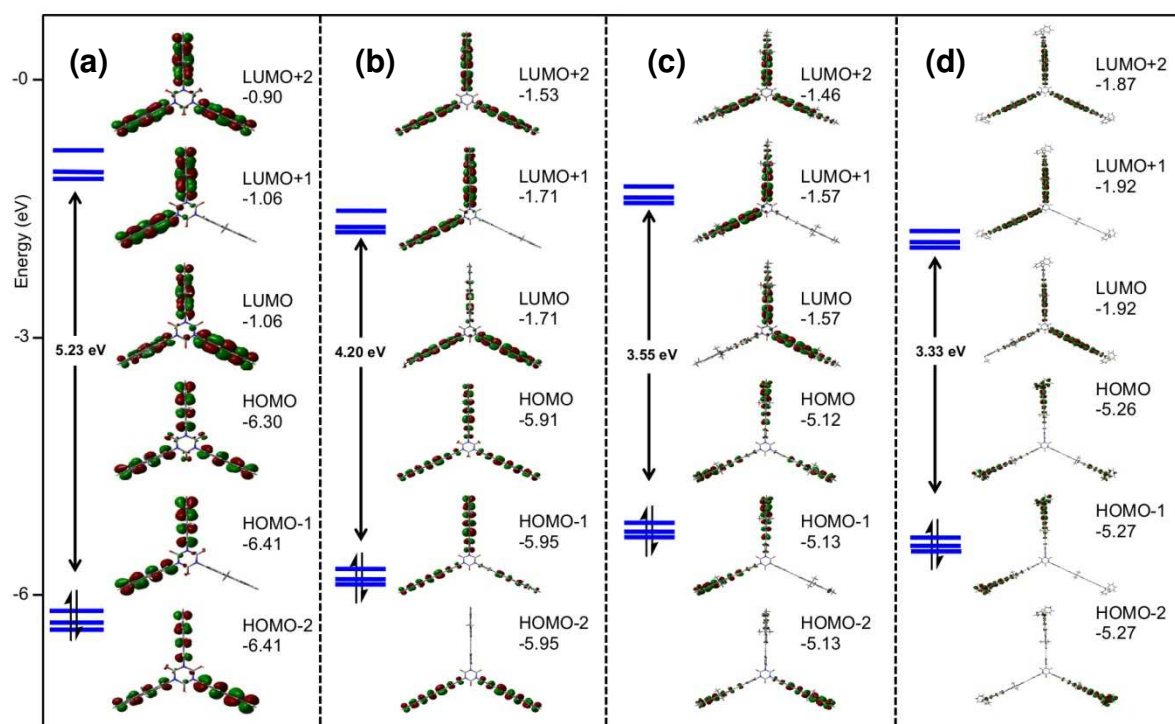 Energy (eV)
-0
-3
-6
(a)
LUMO+2
-0.90
LUMO+1
-1.06
LUMO
-1.06
5.23 eV
HOMO
-6.30
HOMO-1
-6.41
HOMO-2
-6.41
(b)
LUMO+2
-1.53
LUMO+1
-1.71
LUMO
-1.71
4.20 eV
HOMO
-5.91
HOMO-1
-5.95
HOMO-2
-5.95
(c)
LUMO+2
-1.46
LUMO+1
-1.57
LUMO
-1.57
3.55 eV
HOMO
-5.12
HOMO-1
-5.13
HOMO-2
-5.13
(d)
LUMO+2
-1.87
LUMO+1
-1.92
LUMO
-1.92
3.33 eV
HOMO
-5.26
HOMO-1
-5.27
HOMO-2
-5.27